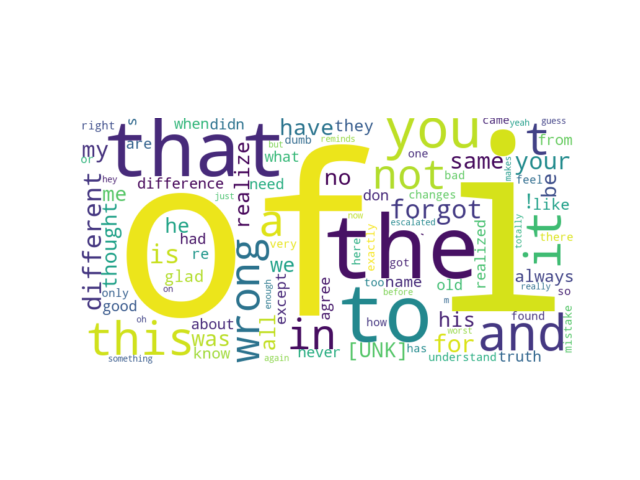 right
s
when
didn
have
they
you
came
yeah
guess
t
my
or
are
that
what
but
dumb
reminds
one
not
same
from
your
hey
me
difference
realize
need
no
don
bad
changes
makes
feel
be
different
thought
he
just
of
a
now
the
forgot
escalated
i
!
like
it
is
had
re
very
we
here
exactly
`
got
realized
totally
there
only
glad
on
wrong
enough
except
agree
too
name
old
m
always
really
so
good
oh
about
all
in
to
before
how
his
and
found
mistake
this
was
know
something
again
never
[UNK]
has
for
understand
worst
truth